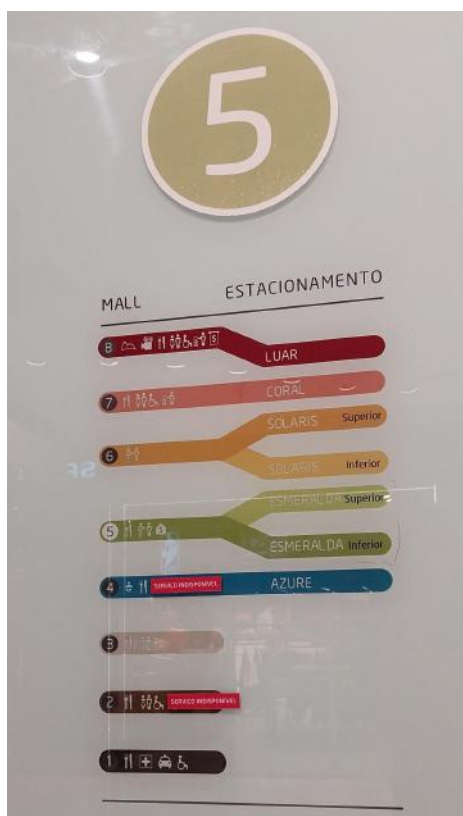 5
MALL ESTACIONAMENTO
8 S LUAR
7 CORAL
SOLARIS Superior
6
SOLARIS Inferior
ESMERALDA Superior
5 $
ESMERALDA Inferior
4 SERVIÇO INDISPONÍVEL AZURE
3
2 SERVIÇO INDISPONÍVEL
1